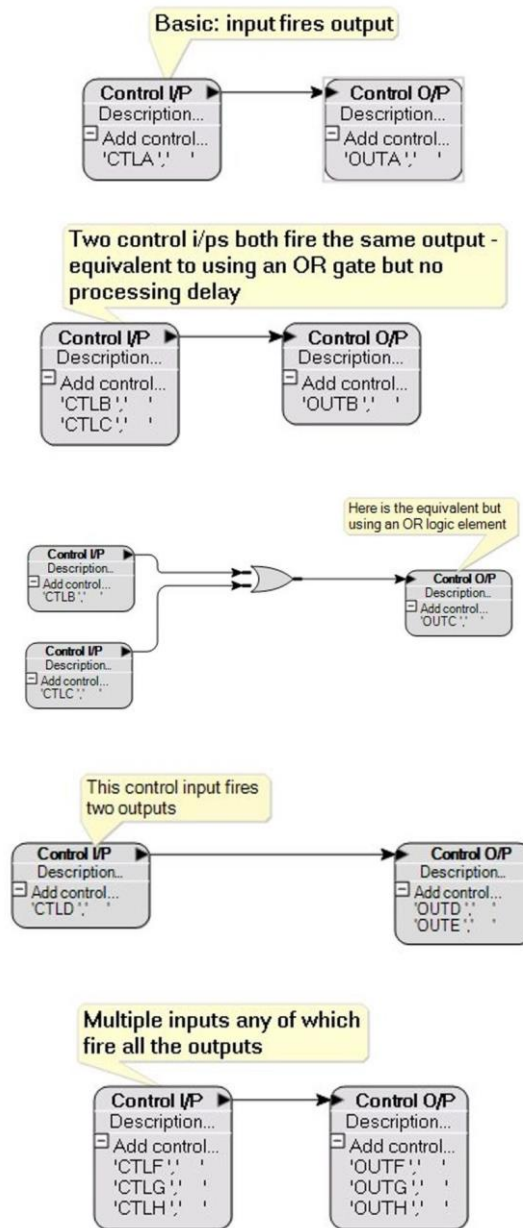 Basic: input fires output
Control I/P
Description...
Add control...
'CTLA ','    '
Control O/P
Description...
Add control...
'OUTA ','    '
Two control i/ps both fire the same output -
equivalent to using an OR gate but no
processing delay
Control I/P
Description...
Add control...
'CTLB ','    '
'CTLC ','    '
Control O/P
Description...
Add control...
'OUTB ','    '
Here is the equivalent but
using an OR logic element
Control I/P
Description...
Add control...
'CTLB ','    '
Control I/P
Description...
Add control...
'CTLC ','    '
Control O/P
Description...
Add control...
'OUTC ','    '
This control input fires
two outputs
Control I/P
Description...
Add control...
'CTLD ','    '
Control O/P
Description...
Add control...
'OUTD ','    '
'OUTE ','    '
Multiple inputs any of which
fire all the outputs
Control I/P
Description...
Add control...
'CTLF ','    '
'CTLG ','    '
'CTLH ','    '
Control O/P
Description...
Add control...
'OUTF ','    '
'OUTG ','    '
'OUTH ','    '